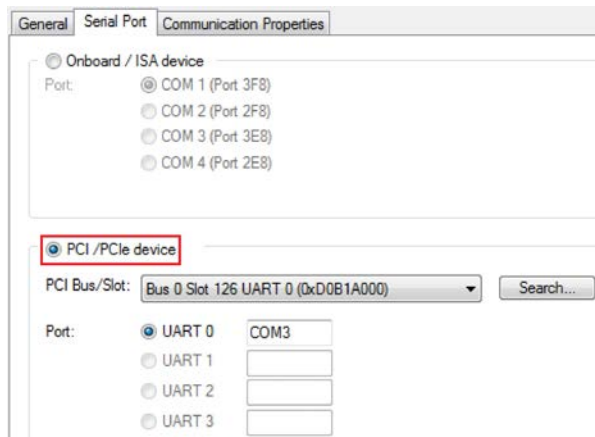 General Serial Port Communication Properties
Onboard / ISA device
Port: COM 1 (Port 3F8)
COM 2 (Port 2F8)
COM 3 (Port 3E8)
COM 4 (Port 2E8)
PCI /PCIe device
PCI Bus/Slot: Bus 0 Slot 126 UART 0 (0xD0B1A000) Search...
Port: UART 0 COM3
UART 1
UART 2
UART 3